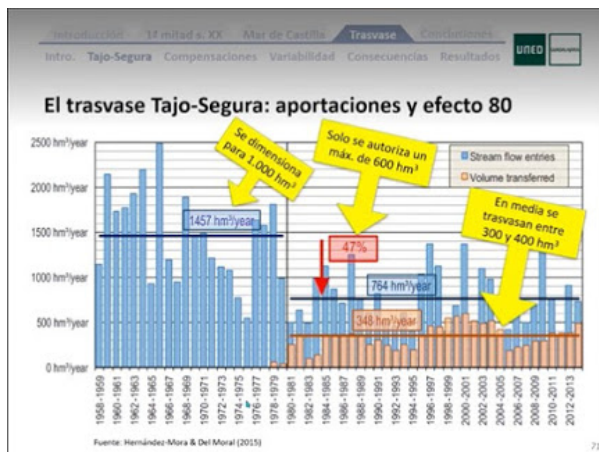 Introducción 1ª mitad s. XX Mar de Castilla Trasvase Conclusiones
Intro. Tajo-Segura Compensaciones Variabilidad Consecuencias Resultados
UNED
El trasvase Tajo-Segura: aportaciones y efecto 80
2500 hm³/year
2000 hm³/year
1500 hm³/year
1000 hm³/year
500 hm³/year
0 hm³/year
Se dimensiona
para 1.000 hm³
Solo se autoriza un
máx. de 600 hm³
Stream flow entries
Volume transferred
En media se
trasvasan entre
300 y 400 hm³
1457 hm³/year
47%
764 hm³/year
348 hm³/year
1958-1959
1960-1961
1962-1963
1964-1965
1966-1967
1968-1969
1970-1971
1972-1973
1974-1975
1976-1977
1978-1979
1980-1981
1982-1983
1984-1985
1986-1987
1988-1989
1990-1991
1992-1993
1994-1995
1996-1997
1998-1999
2000-2001
2002-2003
2004-2005
2006-2007
2008-2009
2010-2011
2012-2013
Fuente: Hernández-Mora & Del Moral (2015)